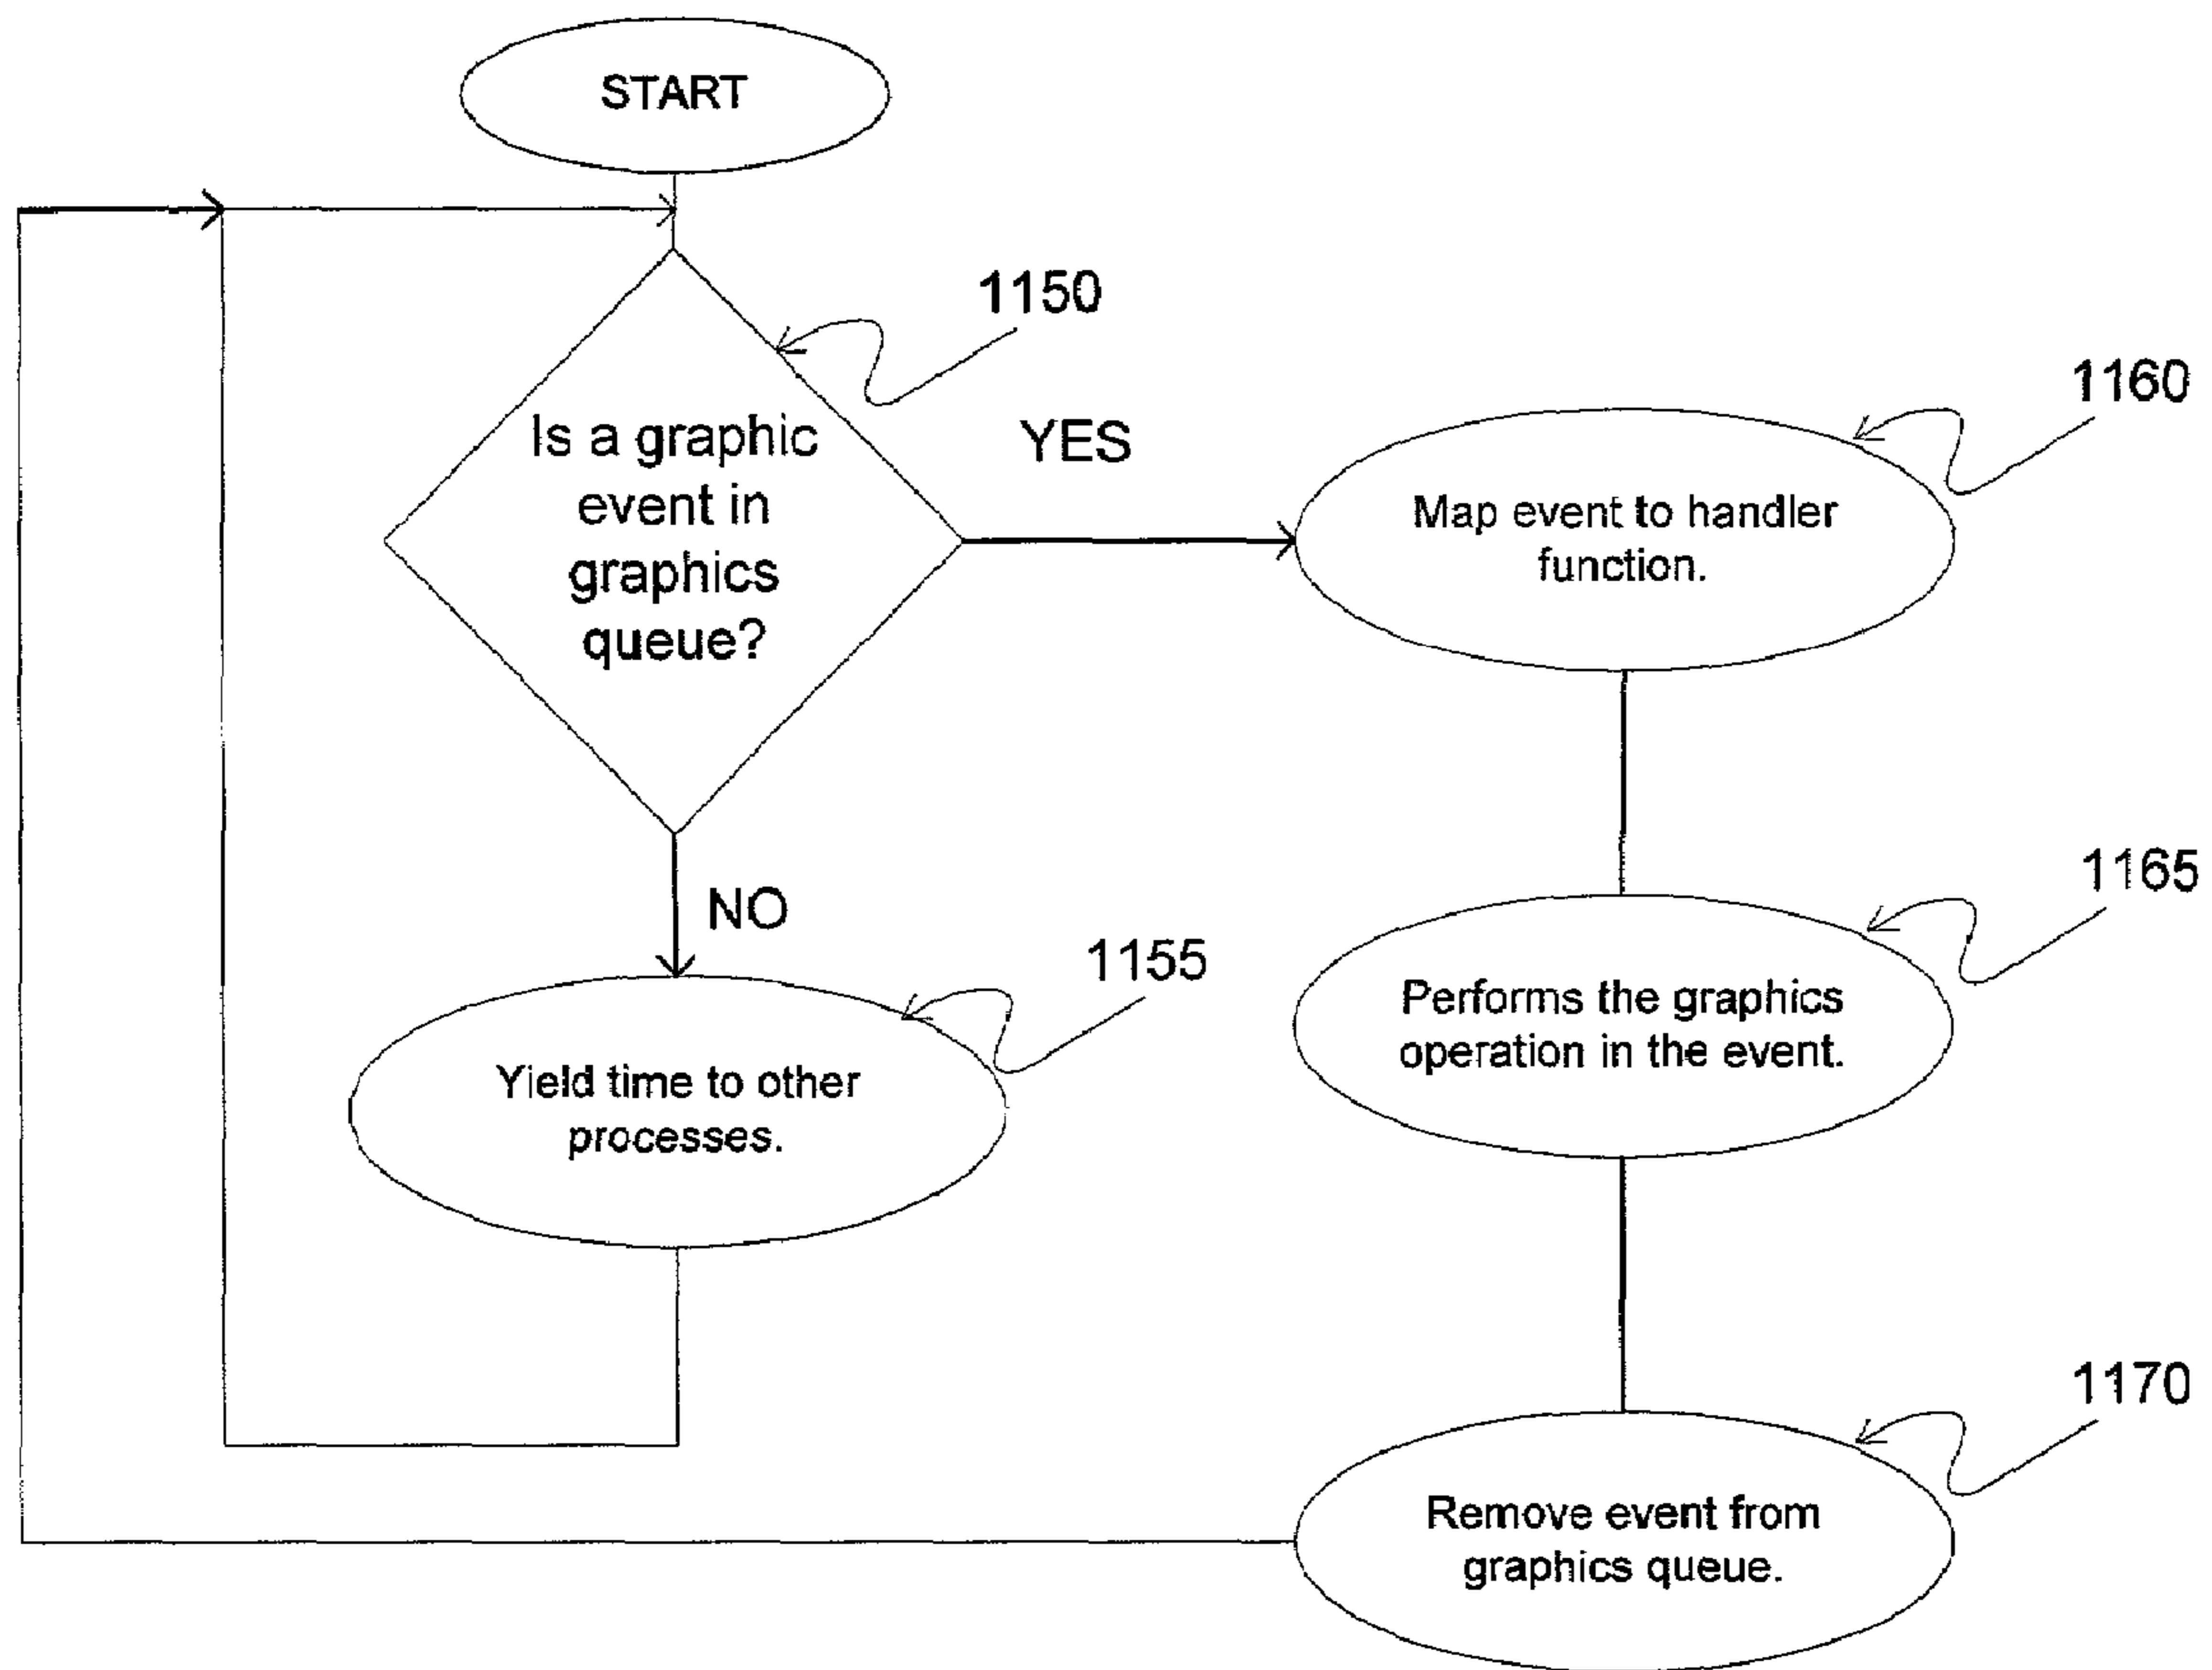 START
1150
Is a graphic
event in
graphics
queue?
YES
1160
Map event to handler
function.
NO
1155
Yield time to other
processes.
1165
Performs the graphics
operation in the event.
1170
Remove event from
graphics queue.